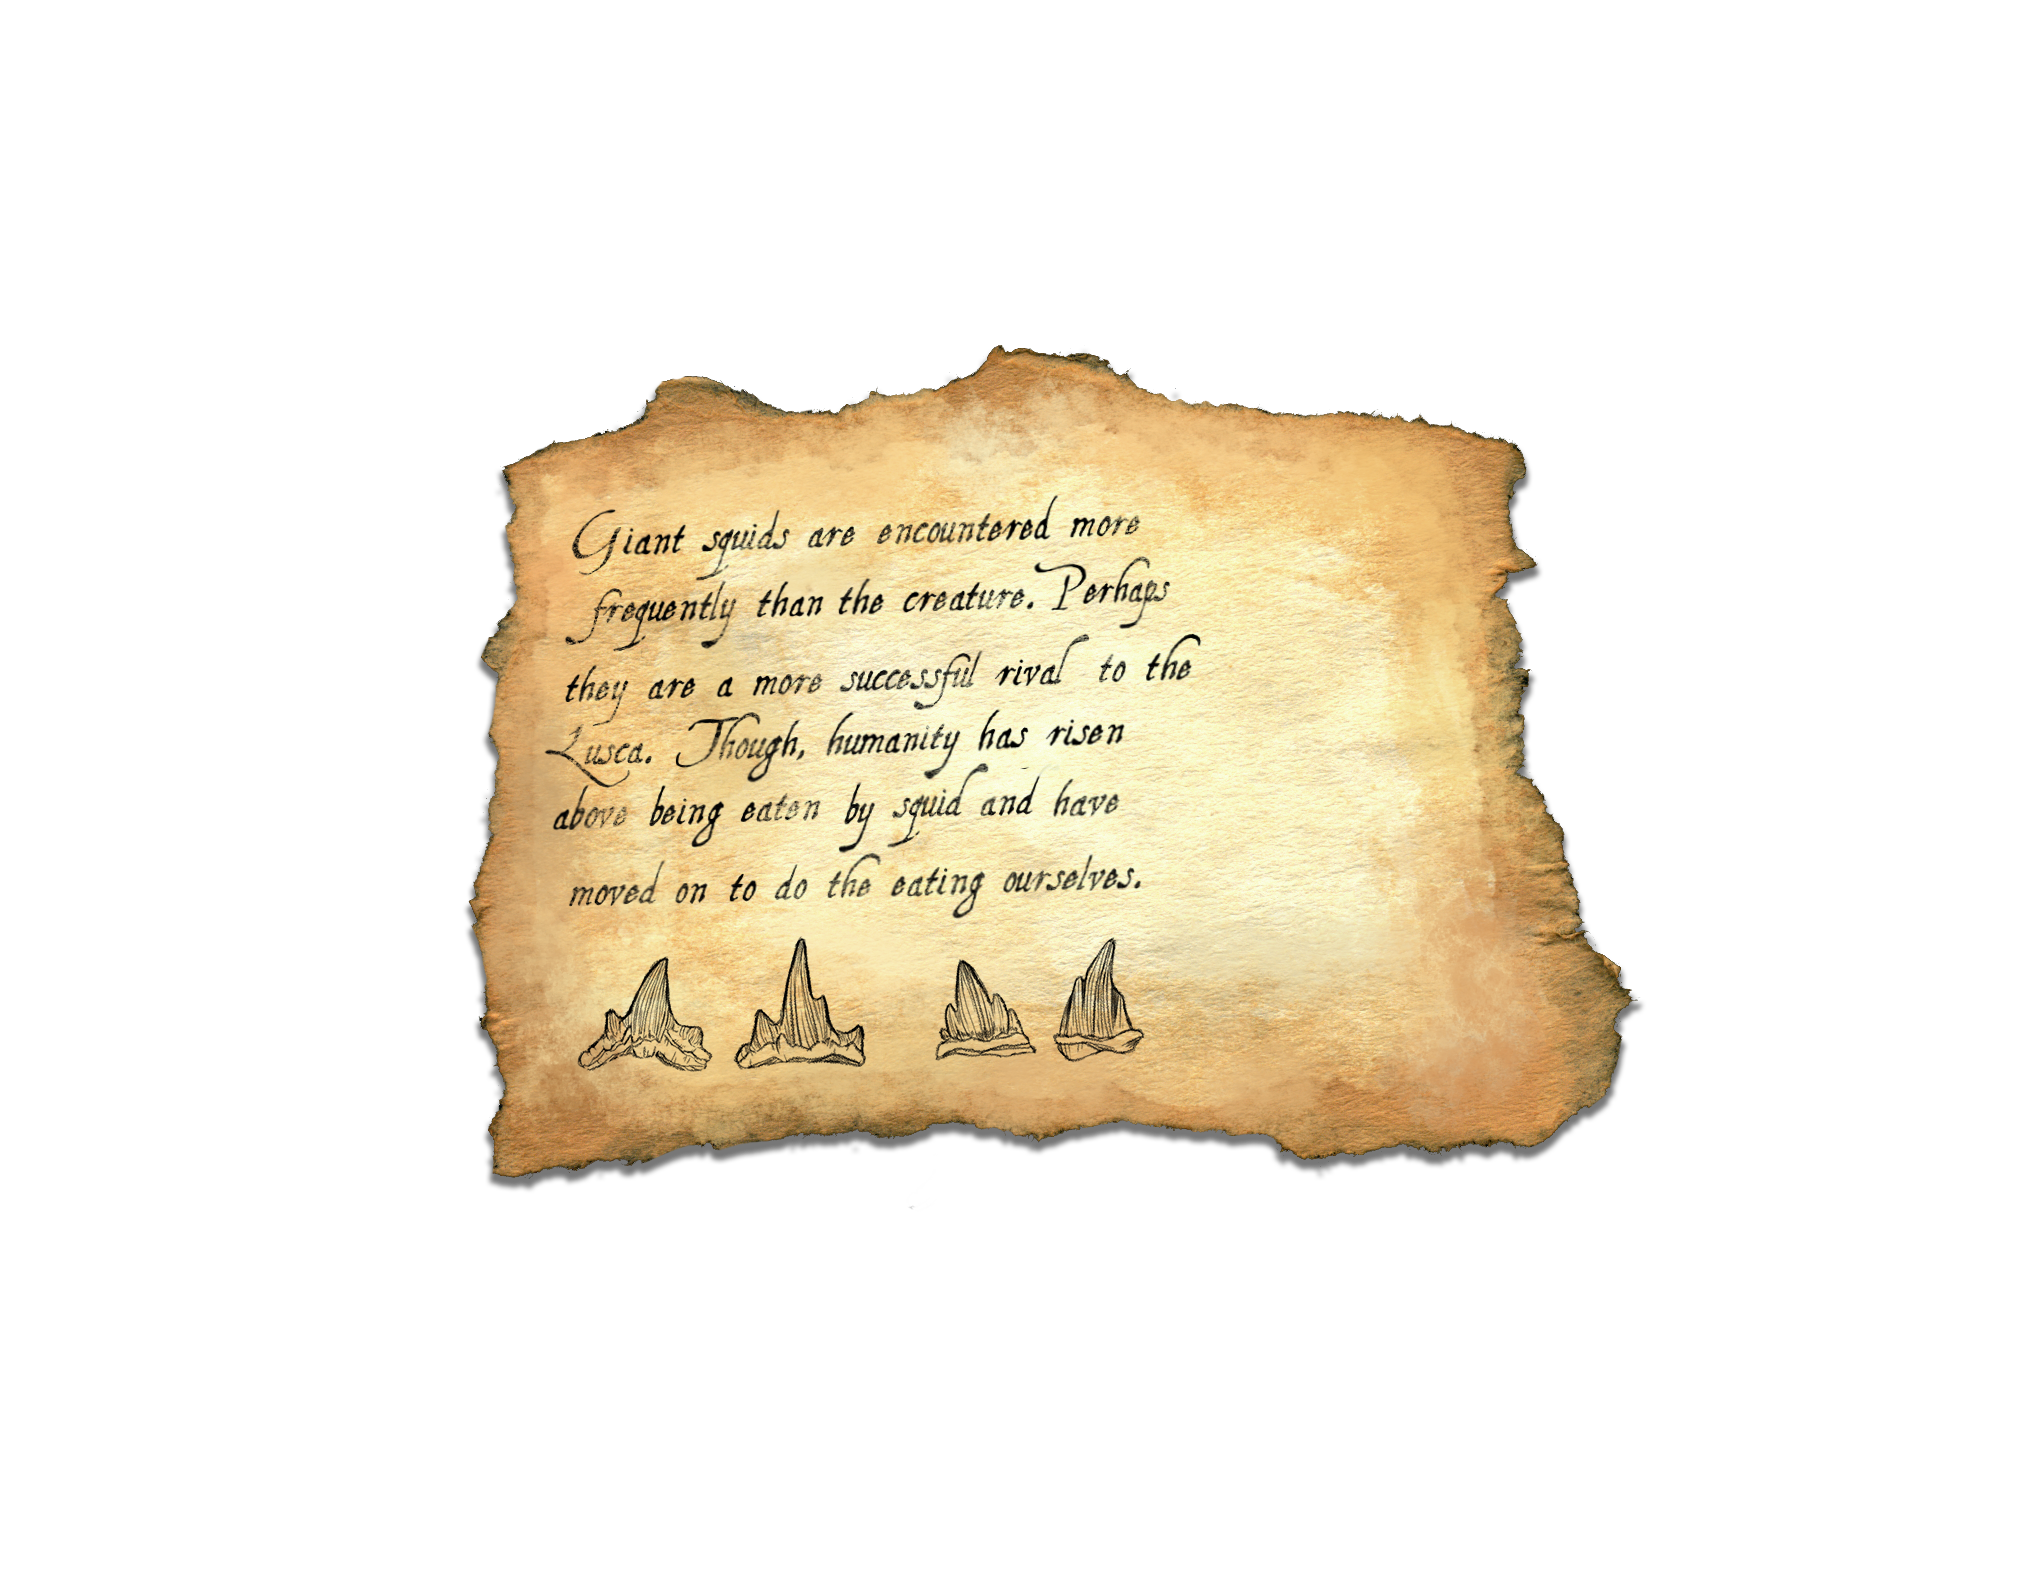 Giant squids are encountered more
frequently than the creature. Perhaps
they are a more successful rival to the
Lusca. Though, humanity has risen
above being eaten by squid and have
moved on to do the eating ourselves.